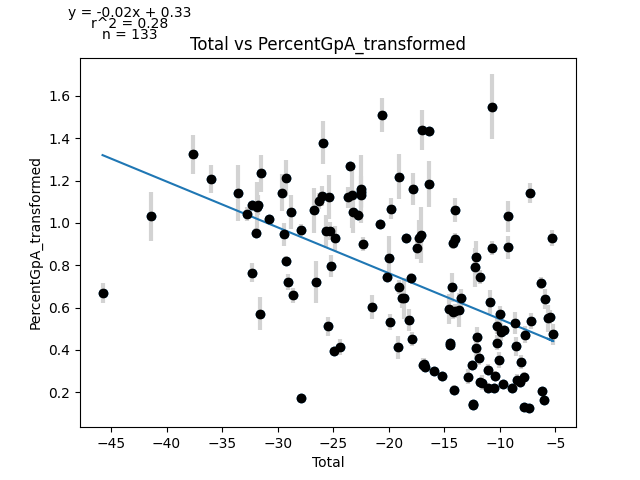 y = -0.02x + 0.33
r^2 = 0.28
n = 133
Total vs PercentGpA_transformed
PercentGpA_transformed
1.6
1.4
1.2
1.0
0.8
0.6
0.4
0.2
−45 −40 −35 −30 −25 −20 −15 −10 −5
Total